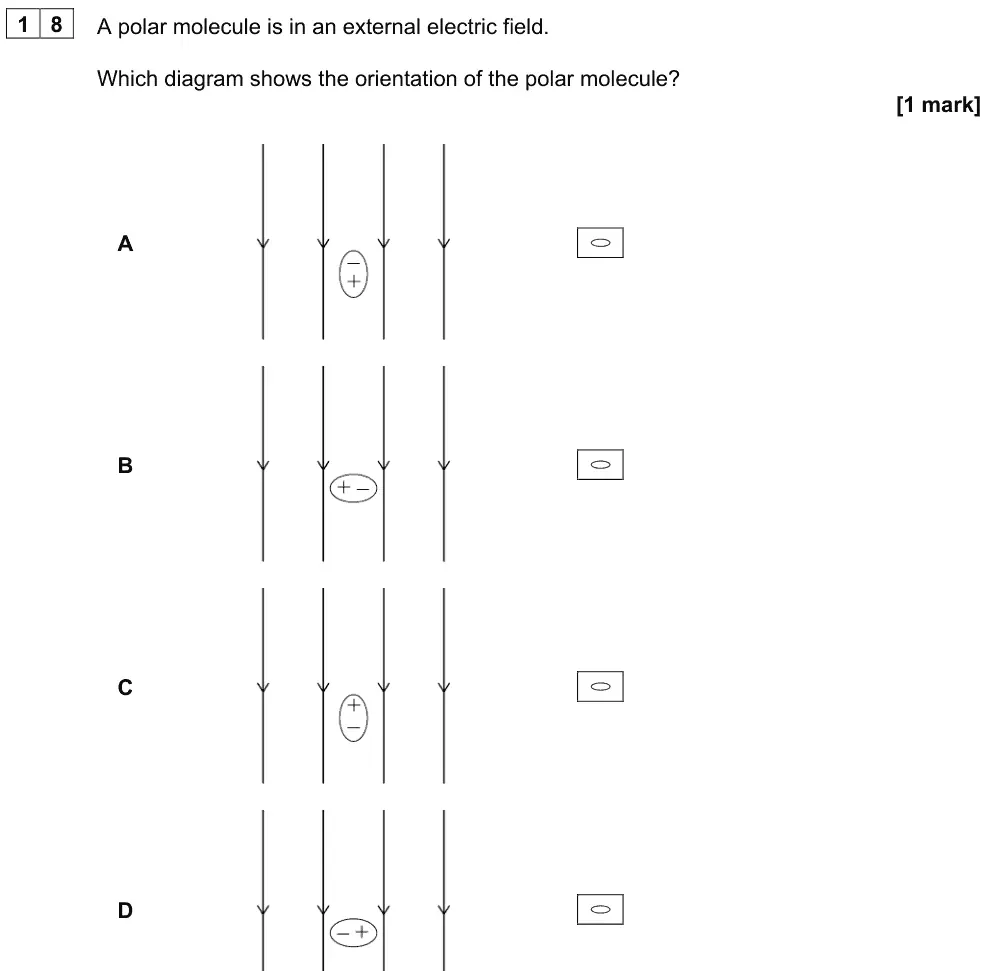 1 8 A polar molecule is in an external electric field.
Which diagram shows the orientation of the polar molecule?
[1 mark]
A
−
+
B
+ −
C
+
−
D
− +